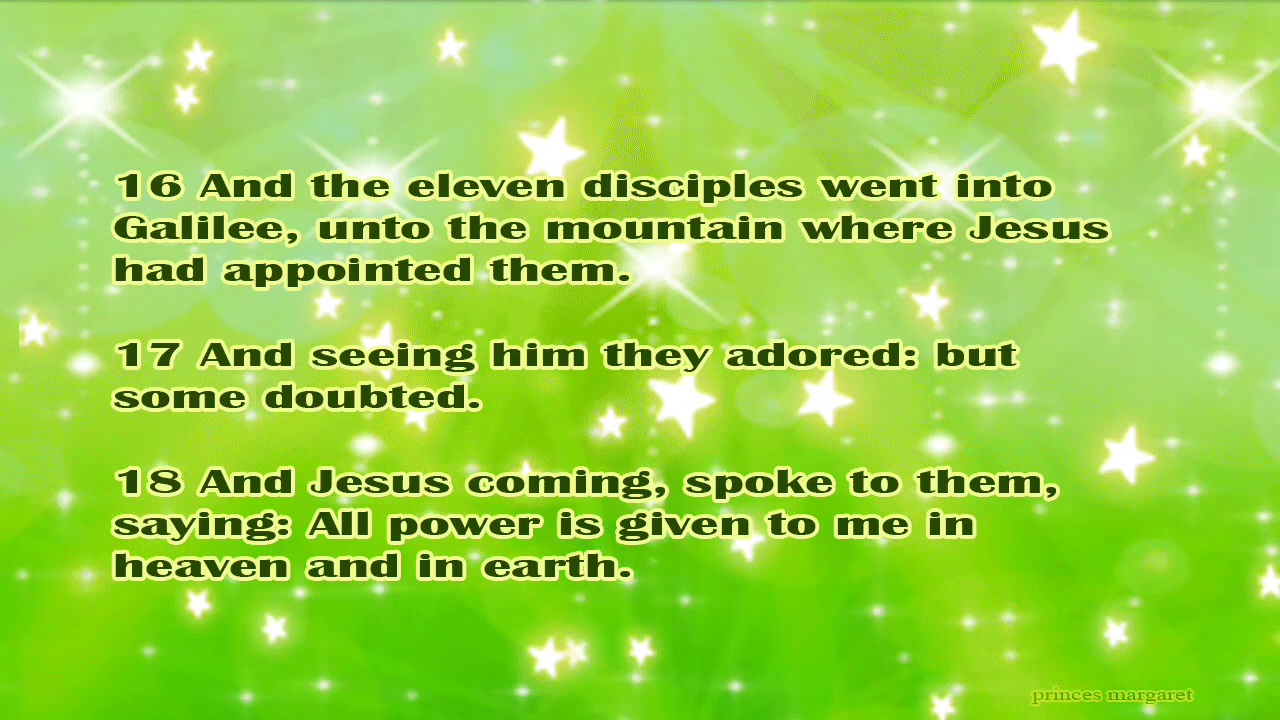 16 And the eleven disciples went into
Galilee, unto the mountain where Jesus
had appointed them.
17 And seeing him they adored: but
some doubted.
18 And Jesus coming, spoke to them,
saying: All power is given to me in
heaven and in earth.
princes margaret